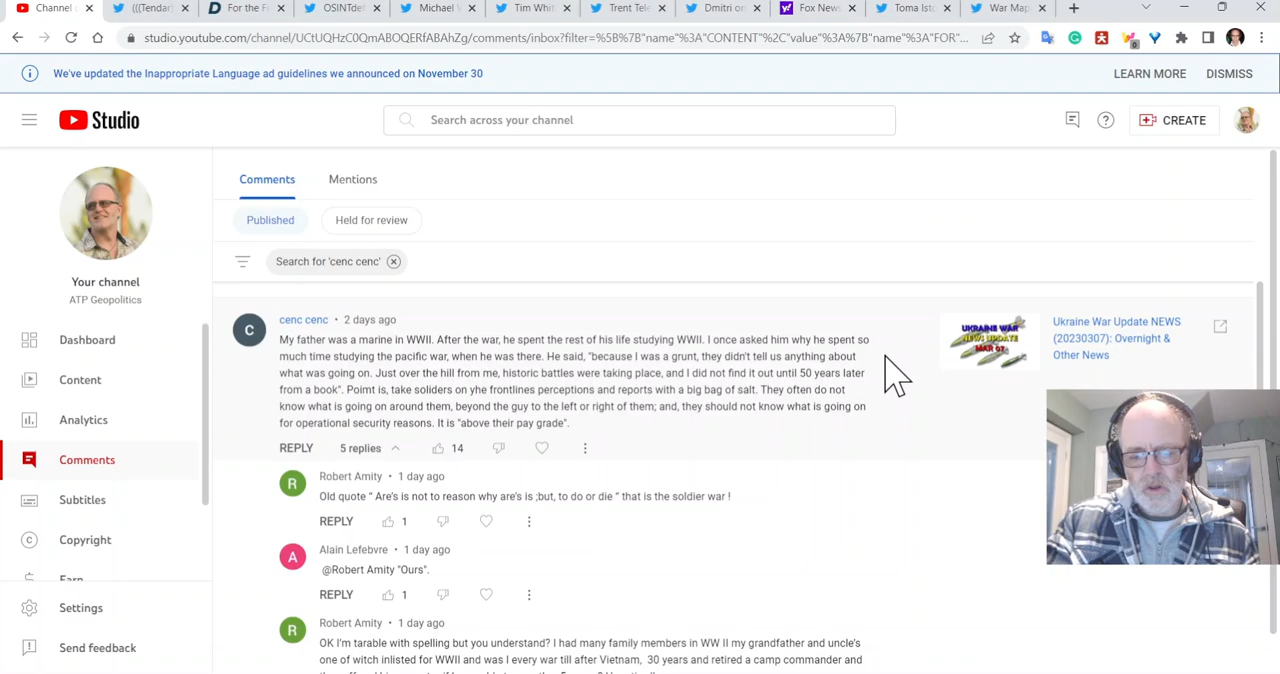 Channel c
(((Tendar)
For the F
OSINTdef
Michael
Tim Whit
Trent Tele
Dmitri on
Fox News
Toma Isto
War Map
studio.youtube.com/channel/UCtUQHzC0QmABOQERfABAhZg/comments/inbox?filter=%5B%7B"name"%3A"CONTENT"%2C"value"%3A%7B"name"%3A"FOR"...
We've updated the Inappropriate Language ad guidelines we announced on November 30
LEARN MORE
DISMISS
Studio
Search across your channel
CREATE
Your channel
ATP Geopolitics
Dashboard
Content
Analytics
Comments
Subtitles
Copyright
Earn
Settings
Send feedback
Comments
Mentions
Published
Held for review
Search for 'cenc cenc'
C
cenc cenc • 2 days ago
My father was a marine in WWII. After the war, he spent the rest of his life studying WWII. I once asked him why he spent so
much time studying the pacific war, when he was there. He said, "because I was a grunt, they didn't tell us anything about
what was going on. Just over the hill from me, historic battles were taking place, and I did not find it out until 50 years later
from a book". Poimt is, take soliders on yhe frontlines perceptions and reports with a big bag of salt. They often do not
know what is going on around them, beyond the guy to the left or right of them; and, they should not know what is going on
for operational security reasons. It is "above their pay grade".
REPLY
5 replies
14
UKRAINE WAR
NEWS UPDATE
MAR 07
Ukraine War Update NEWS
(20230307): Overnight &
Other News
R
Robert Amity • 1 day ago
Old quote " Are's is not to reason why are's is ;but, to do or die " that is the soldier war !
REPLY
1
A
Alain Lefebvre • 1 day ago
@Robert Amity "Ours".
REPLY
1
R
Robert Amity • 1 day ago
OK I'm tarable with spelling but you understand? I had many family members in WW II my grandfather and uncle's
one of witch inlisted for WWII and was I every war till after Vietnam, 30 years and retired a camp commander and